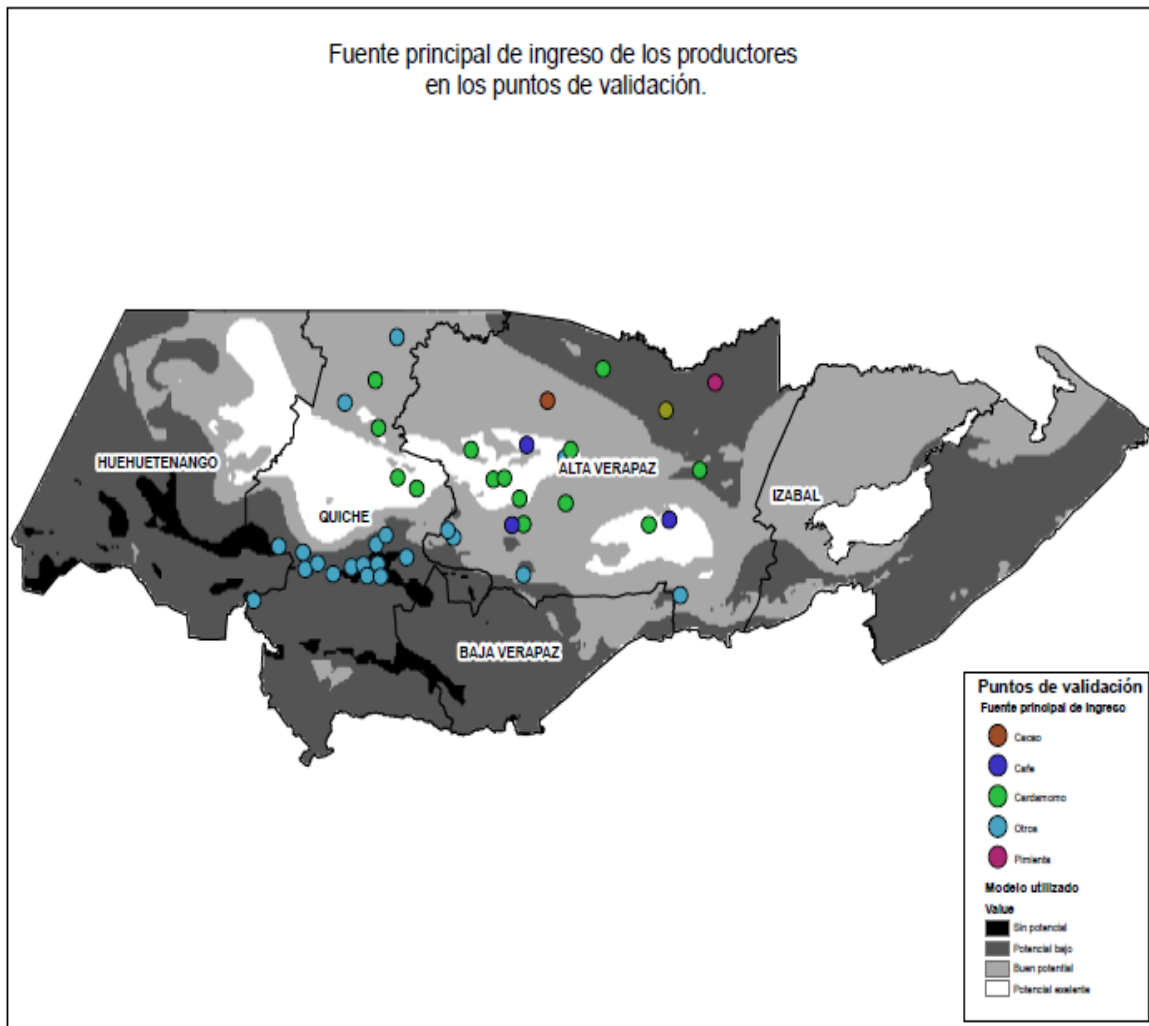 Fuente principal de ingreso de los productores
en los puntos de validación.
HUEHUETENANGO
QUICHE
ALTA VERAPAZ
IZABAL
BAJA VERAPAZ
Puntos de validación
Fuente principal de ingreso
Cacao
Cafe
Cardamomo
Otros
Pimienta
Modelo utilizado
Value
Sin potencial
Potencial bajo
Buen potential
Potencial exelente